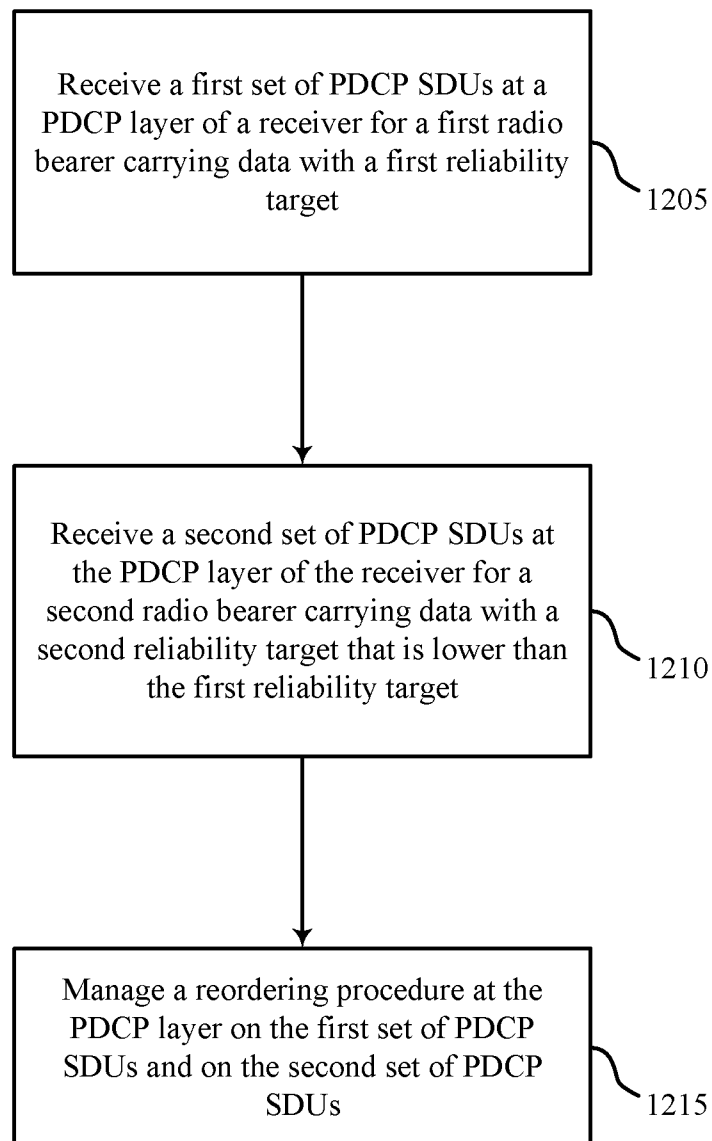 Receive a first set of PDCP SDUs at a
PDCP layer of a receiver for a first radio
bearer carrying data with a first reliability
target
1205
Receive a second set of PDCP SDUs at
the PDCP layer of the receiver for a
second radio bearer carrying data with a
second reliability target that is lower than
the first reliability target
1210
Manage a reordering procedure at the
PDCP layer on the first set of PDCP
SDUs and on the second set of PDCP
SDUs
1215